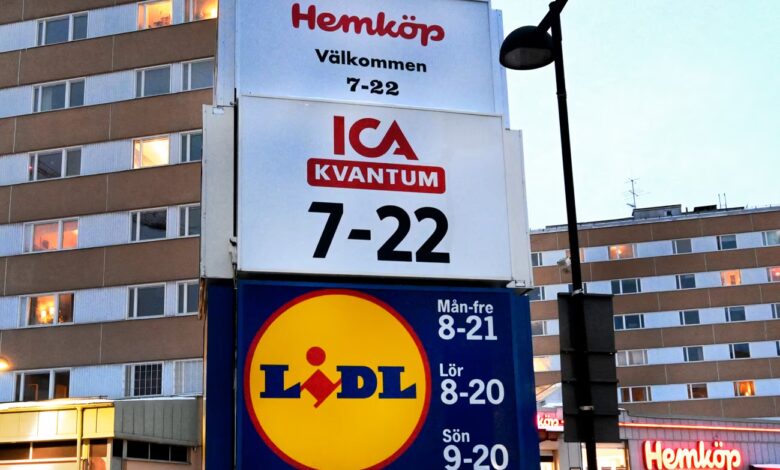 Hemköp
Välkommen
7-22
ICA
KVANTUM
7-22
LIDL
Mån-fre
8-21
Lör
8-20
Sön
9-20
köp
Hemköp